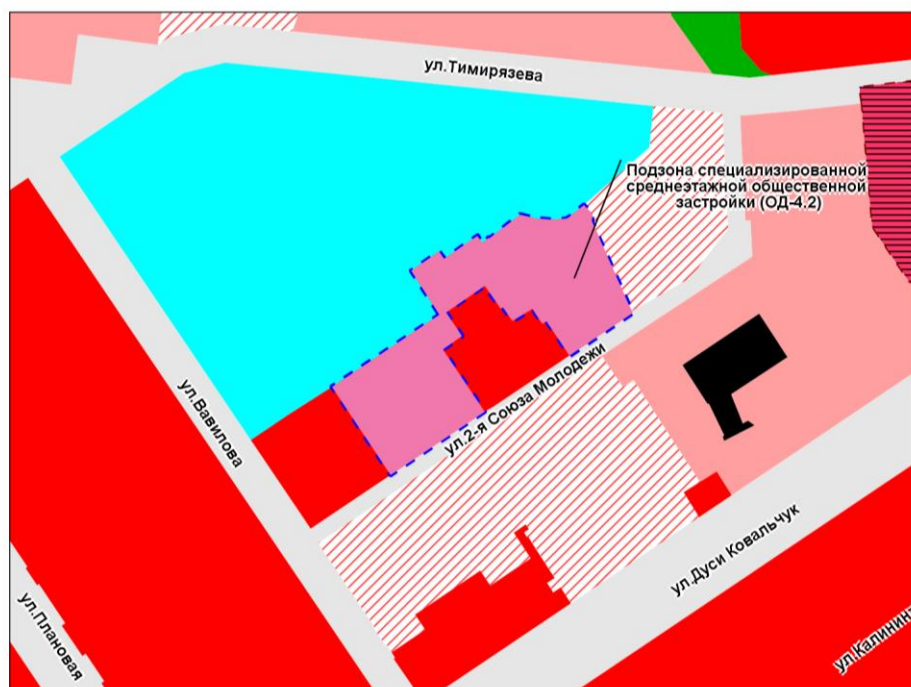 ул.Тимирязева
Подзона специализированной
среднеэтажной общественной
застройки (ОД-4.2)
ул.Вавилова
ул.2-я Союза Молодежи
ул.Дуси Ковальчук
ул.Плановая